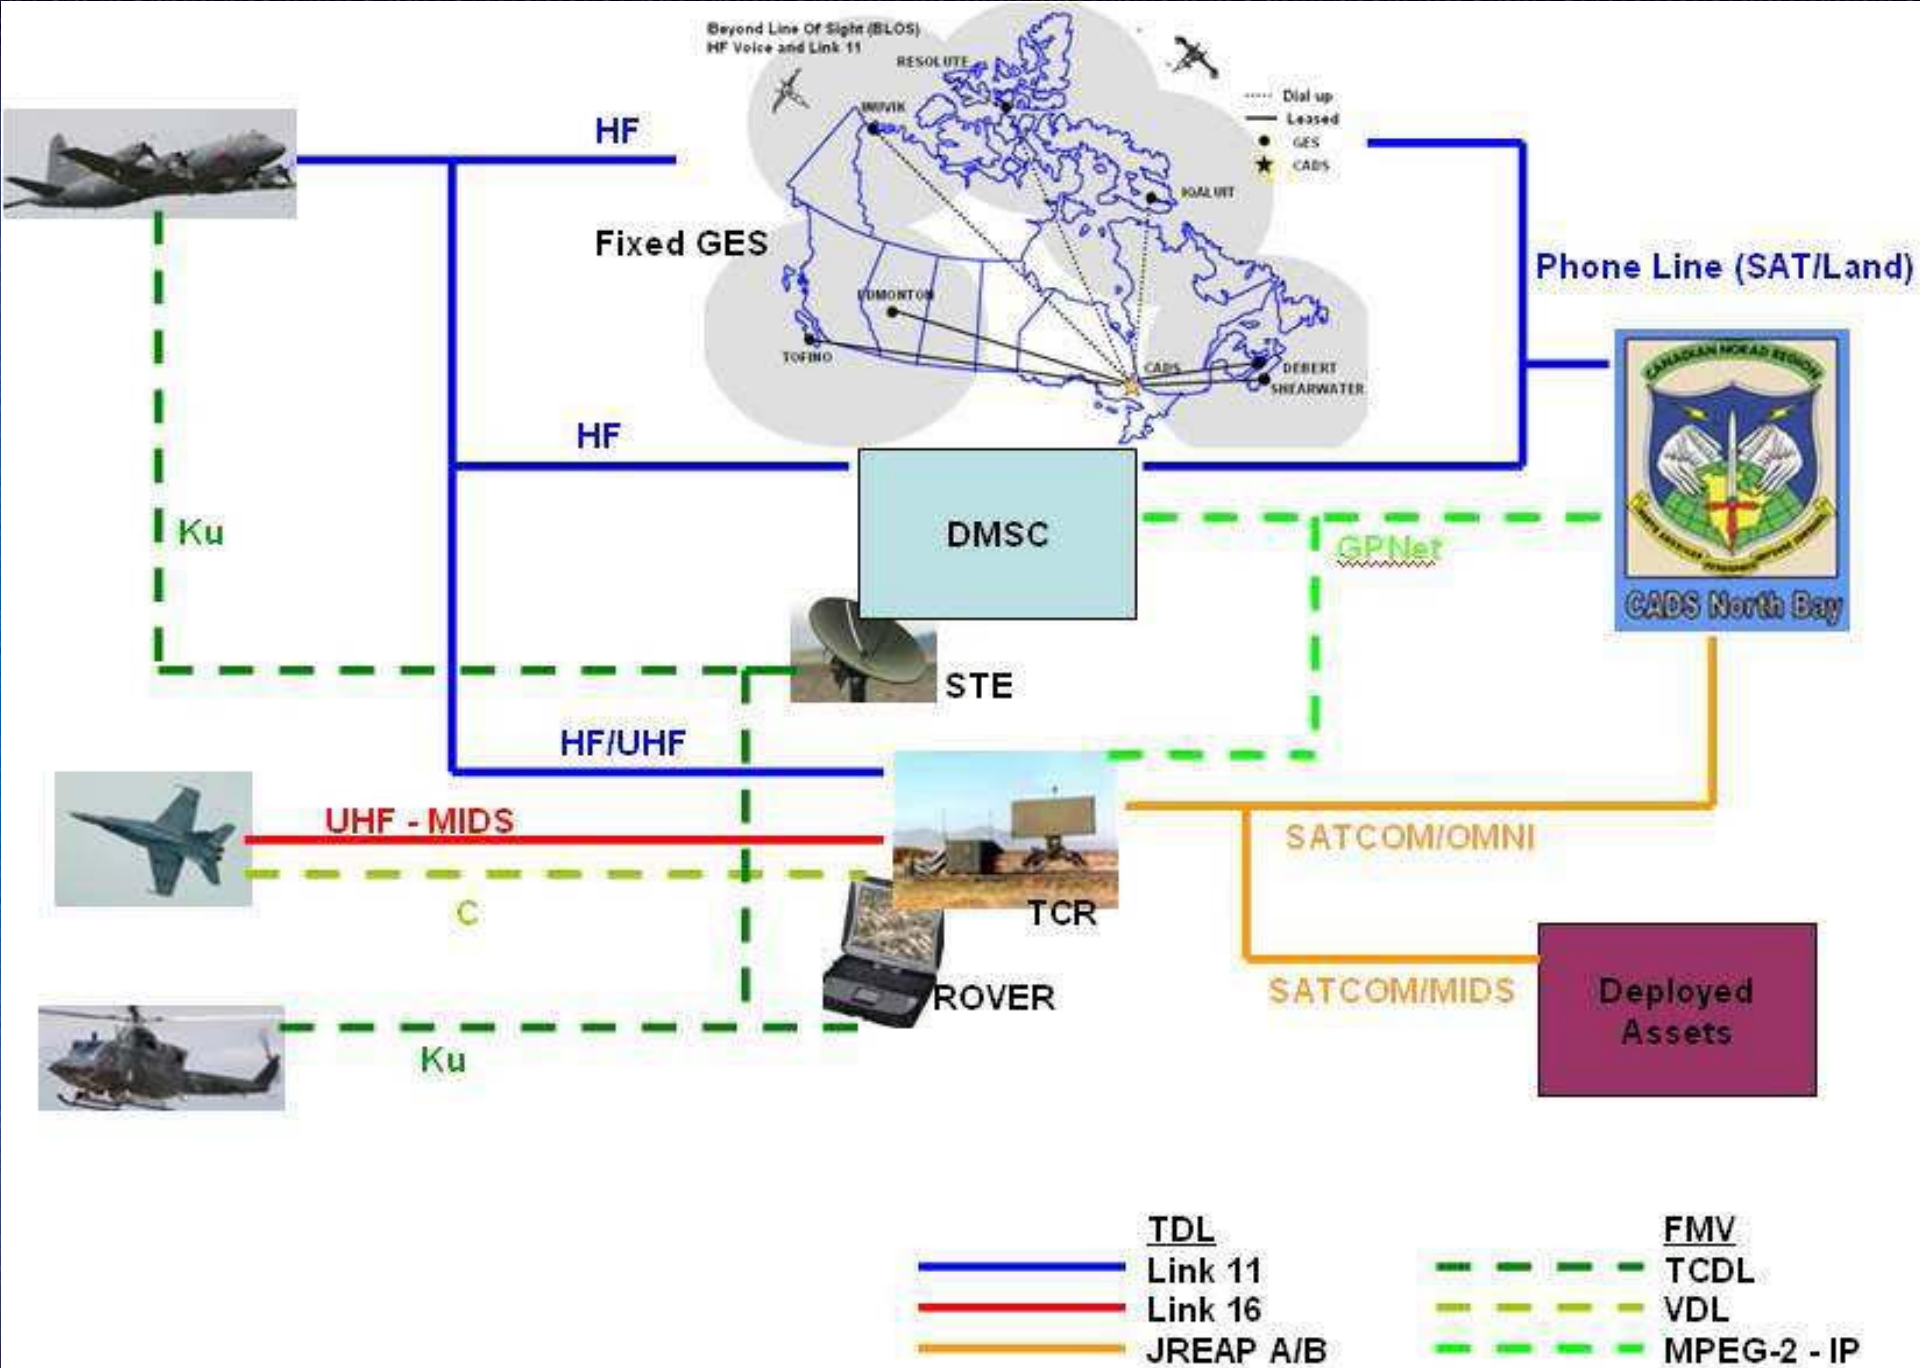 Beyond Line Of Sight (BLOS)
HF Voice and Link 11
RESOLUTE
INUVIK
Dial up
Leased
GES
CADS
IQALUIT
HF
Fixed GES
EDMONTON
TOFINO
CADS
DEBERT
SHEARWATER
Phone Line (SAT/Land)
CANADIAN NORAD REGION
CADS North Bay
HF
DMSC
GPNet
Ku
STE
HF/UHF
UHF - MIDS
C
TCR
ROVER
SATCOM/OMNI
SATCOM/MIDS
Deployed
Assets
Ku
TDL
Link 11
Link 16
JREAP A/B
FMV
TCDL
VDL
MPEG-2 - IP